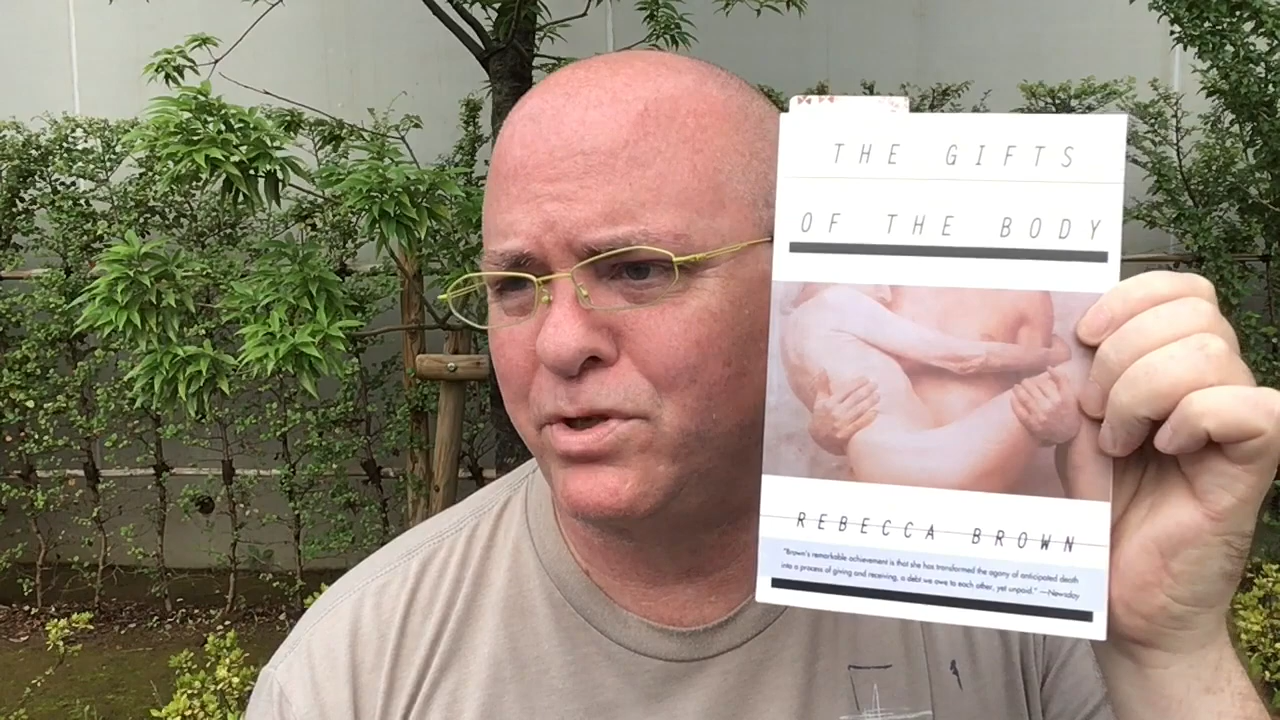 THE GIFTS
OF THE BODY
REBECCA BROWN
"Brown's remarkable achievement is that she has transformed the agony of anticipated death
into a process of giving and receiving, a debt we owe to each other, yet unpaid." —Newsday